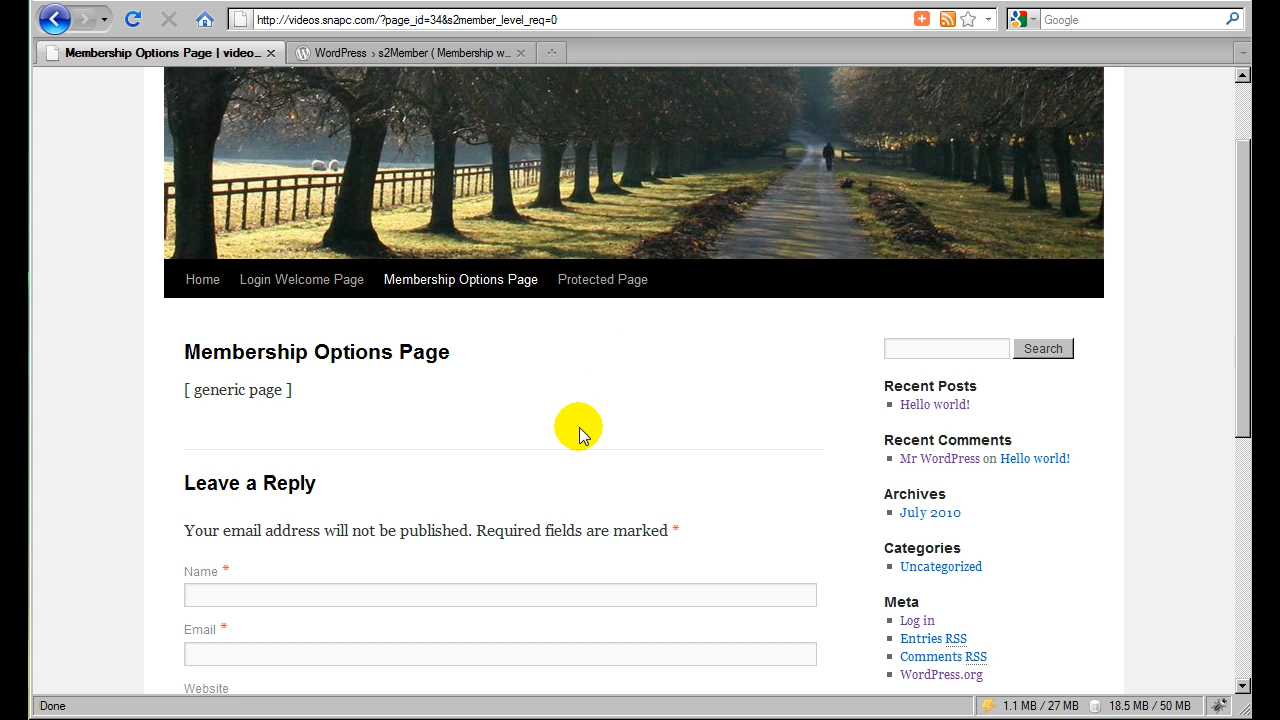 http://videos.snapc.com/?page_id=34&s2member_level_req=0
Google
Membership Options Page | video...
WordPress › s2Member ( Membership w...
Home Login Welcome Page Membership Options Page Protected Page
Membership Options Page
[ generic page ]
Leave a Reply
Your email address will not be published. Required fields are marked *
Name *
Email *
Website
Search
Recent Posts
Hello world!
Recent Comments
Mr WordPress on Hello world!
Archives
July 2010
Categories
Uncategorized
Meta
Log in
Entries RSS
Comments RSS
WordPress.org
Done
1.1 MB / 27 MB
18.5 MB / 50 MB